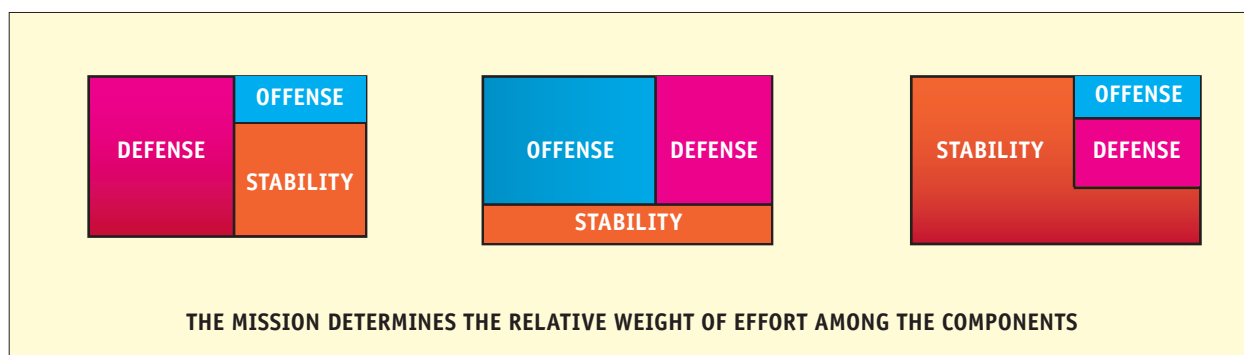 OFFENSE
DEFENSE
STABILITY
OFFENSE
DEFENSE
STABILITY
STABILITY
OFFENSE
DEFENSE
THE MISSION DETERMINES THE RELATIVE WEIGHT OF EFFORT AMONG THE COMPONENTS